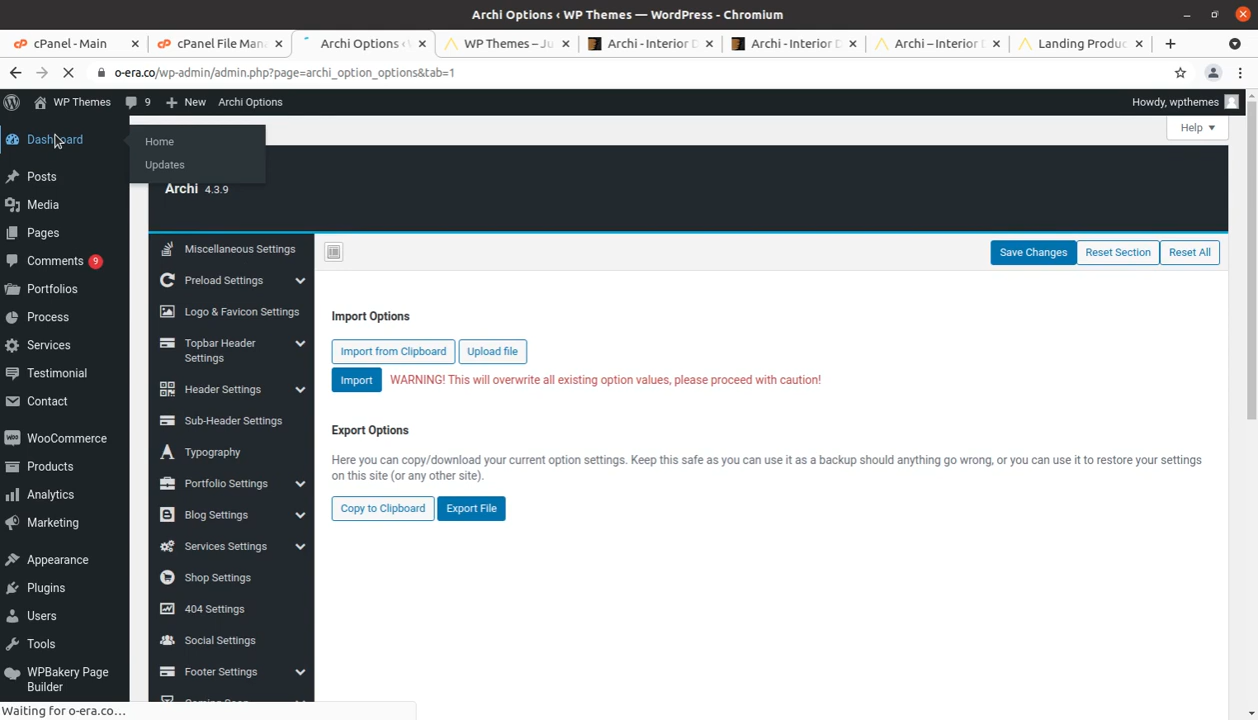 Archi Options ‹ WP Themes — WordPress - Chromium
cPanel - Main
cPanel File Mana
Archi Options ‹ 
WP Themes – Ju
Archi - Interior D
Archi - Interior D
Archi – Interior D
Landing Produc
o-era.co/wp-admin/admin.php?page=archi_option_options&tab=1
WP Themes
9
New
Archi Options
Howdy, wpthemes
Dashboard
Home
Updates
Help
Posts
Media
Pages
Comments 9
Portfolios
Process
Services
Testimonial
Contact
WooCommerce
Products
Analytics
Marketing
Appearance
Plugins
Users
Tools
WPBakery Page
Builder
Archi 4.3.9
Miscellaneous Settings
Preload Settings
Logo & Favicon Settings
Topbar Header
Settings
Header Settings
Sub-Header Settings
Typography
Portfolio Settings
Blog Settings
Services Settings
Shop Settings
404 Settings
Social Settings
Footer Settings
Save Changes
Reset Section
Reset All
Import Options
Import from Clipboard
Upload file
Import
WARNING! This will overwrite all existing option values, please proceed with caution!
Export Options
Here you can copy/download your current option settings. Keep this safe as you can use it as a backup should anything go wrong, or you can use it to restore your settings
on this site (or any other site).
Copy to Clipboard
Export File
Waiting for o-era.co...